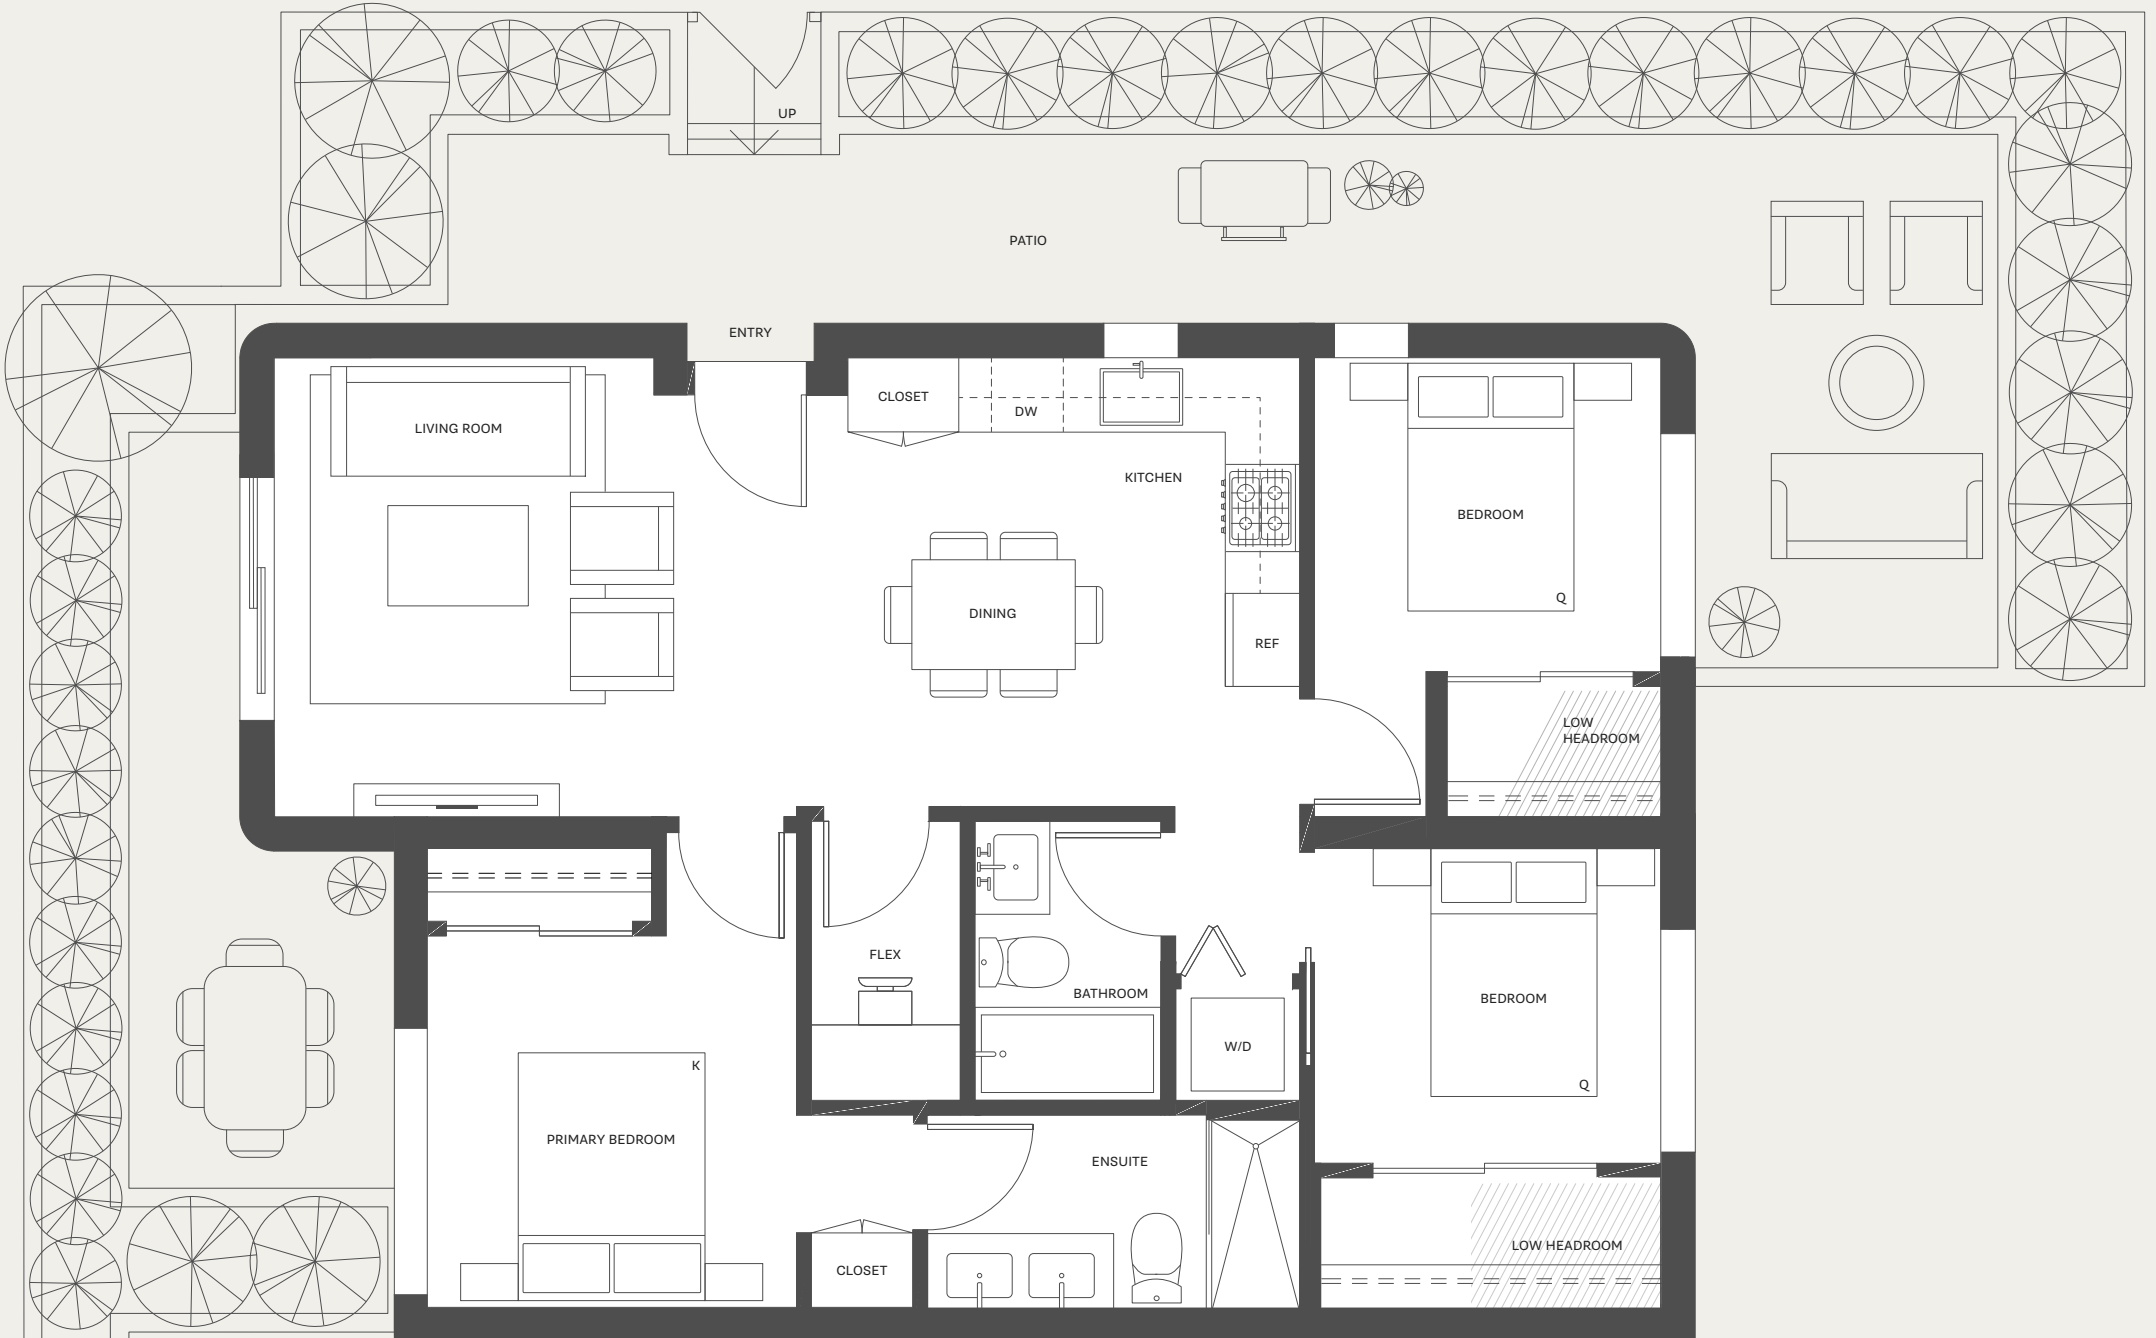 UP
PATIO
ENTRY
CLOSET
DW
LIVING ROOM
KITCHEN
BEDROOM
Q
DINING
REF
LOW
HEADROOM
FLEX
BATHROOM
BEDROOM
W/D
K
Q
PRIMARY BEDROOM
ENSUITE
LOW HEADROOM
CLOSET